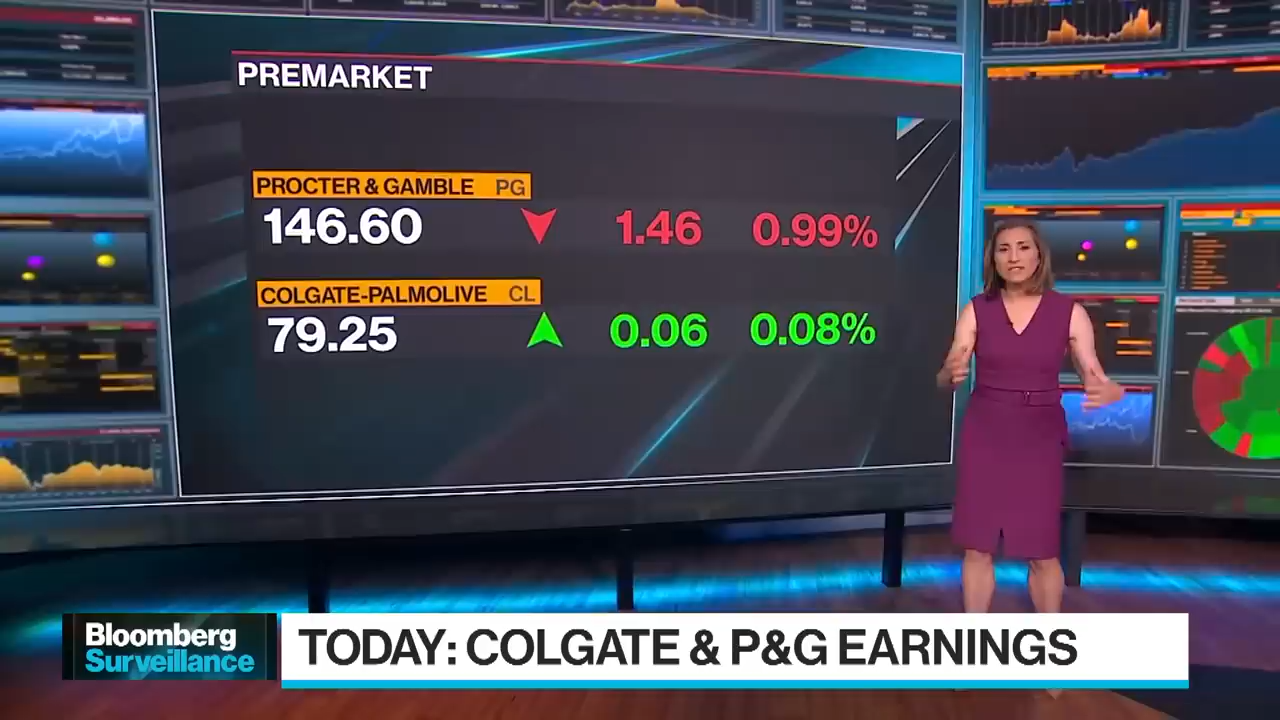 PREMARKET
PROCTER & GAMBLE PG
146.60 1.46 0.99%
COLGATE-PALMOLIVE CL
79.25 0.06 0.08%
Bloomberg
Surveillance
TODAY: COLGATE & P&G EARNINGS